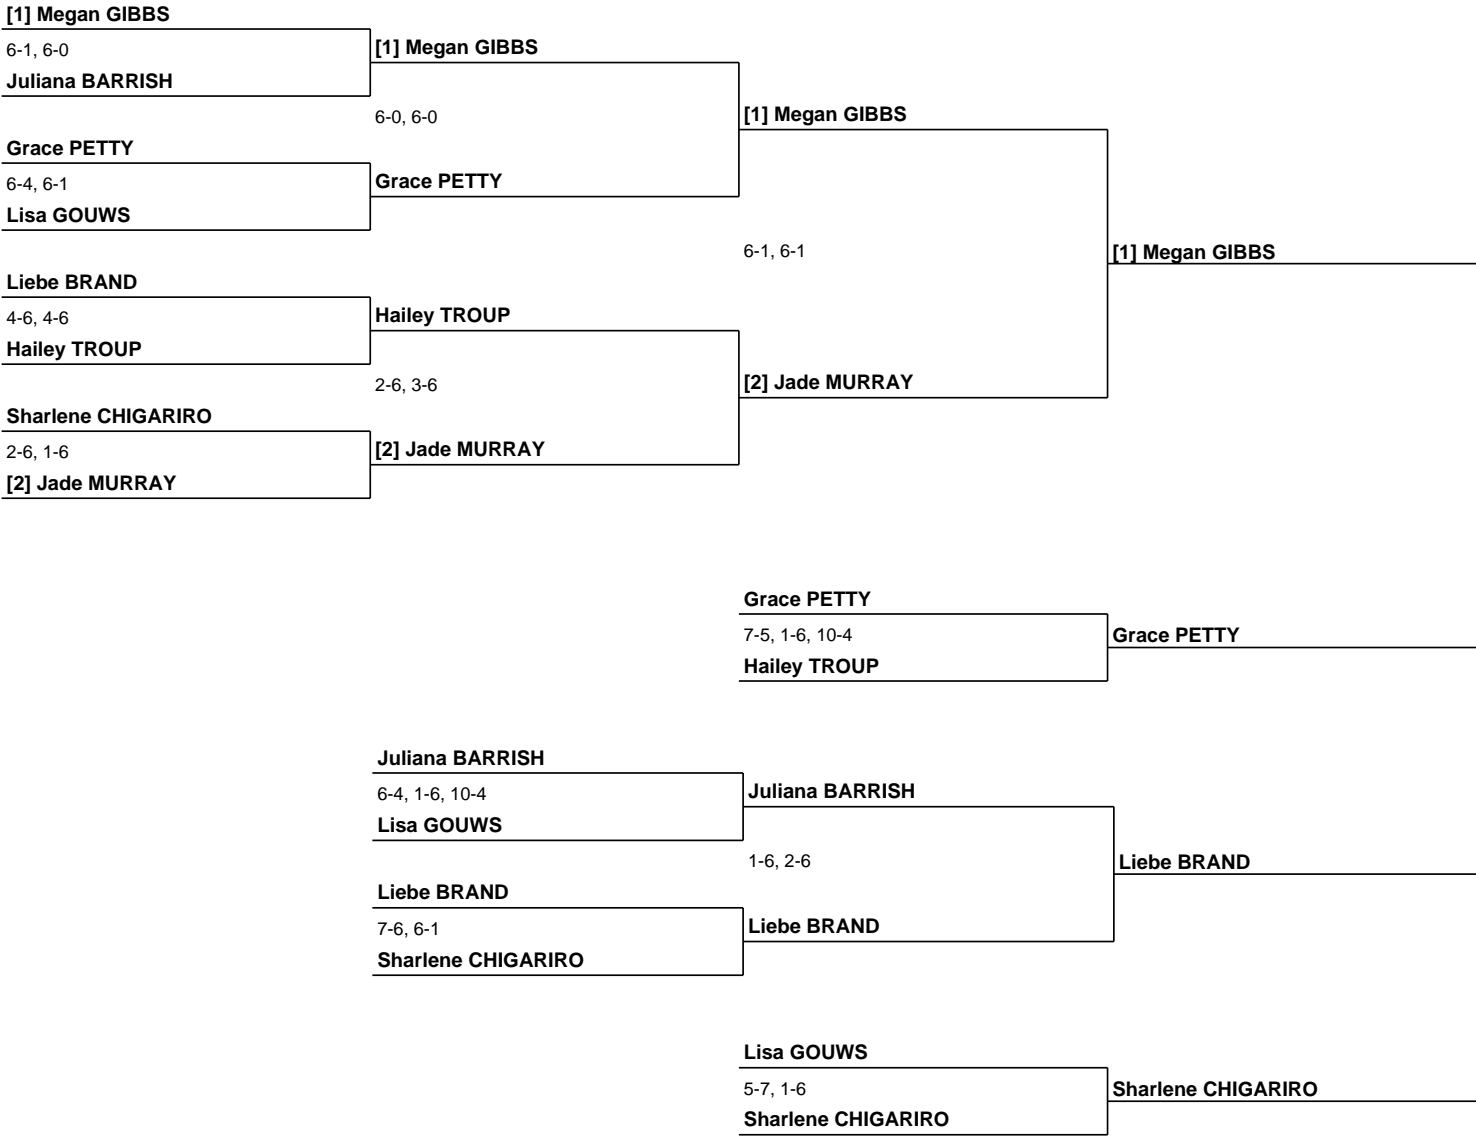 [1] Megan GIBBS
6-1, 6-0
[1] Megan GIBBS
Juliana BARRISH
6-0, 6-0
[1] Megan GIBBS
Grace PETTY
6-4, 6-1
Grace PETTY
Lisa GOUWS
6-1, 6-1
[1] Megan GIBBS
Liebe BRAND
4-6, 4-6
Hailey TROUP
Hailey TROUP
2-6, 3-6
[2] Jade MURRAY
Sharlene CHIGARIRO
2-6, 1-6
[2] Jade MURRAY
[2] Jade MURRAY
Grace PETTY
7-5, 1-6, 10-4
Grace PETTY
Hailey TROUP
Juliana BARRISH
6-4, 1-6, 10-4
Juliana BARRISH
Lisa GOUWS
1-6, 2-6
Liebe BRAND
Liebe BRAND
7-6, 6-1
Liebe BRAND
Sharlene CHIGARIRO
Lisa GOUWS
5-7, 1-6
Sharlene CHIGARIRO
Sharlene CHIGARIRO